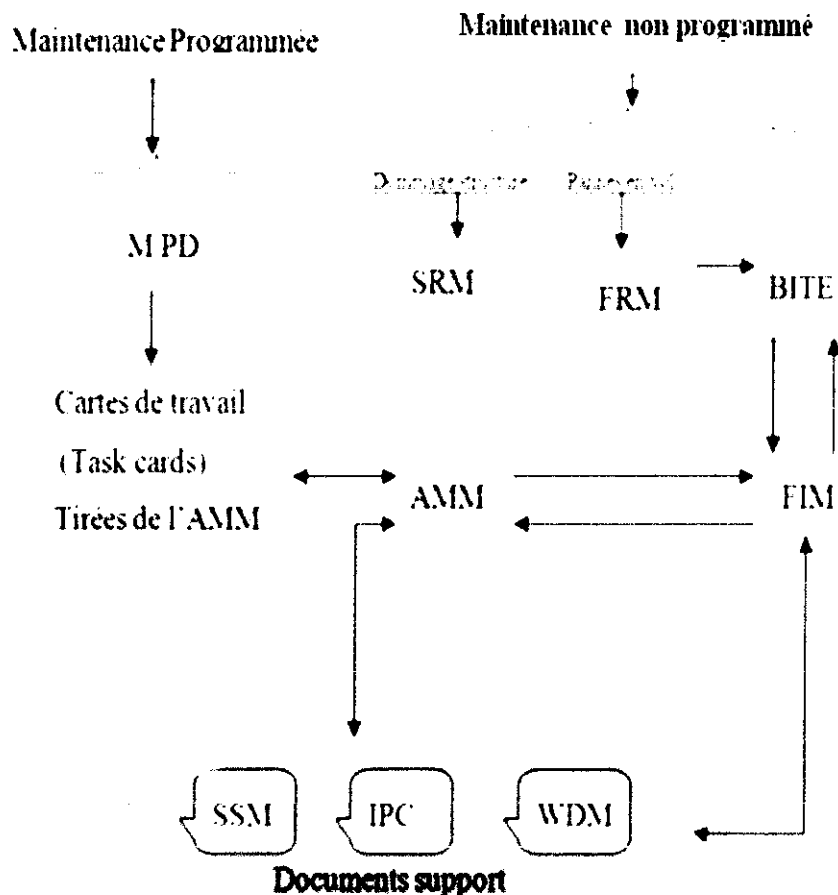 Maintenance Programmée
Maintenance non programmé
MPD
SRM
FRM
BITE
Cartes de travail
(Task cards)
Tirées de l'AMM
AMM
FIM
SSM
IPC
WDM
Documents support